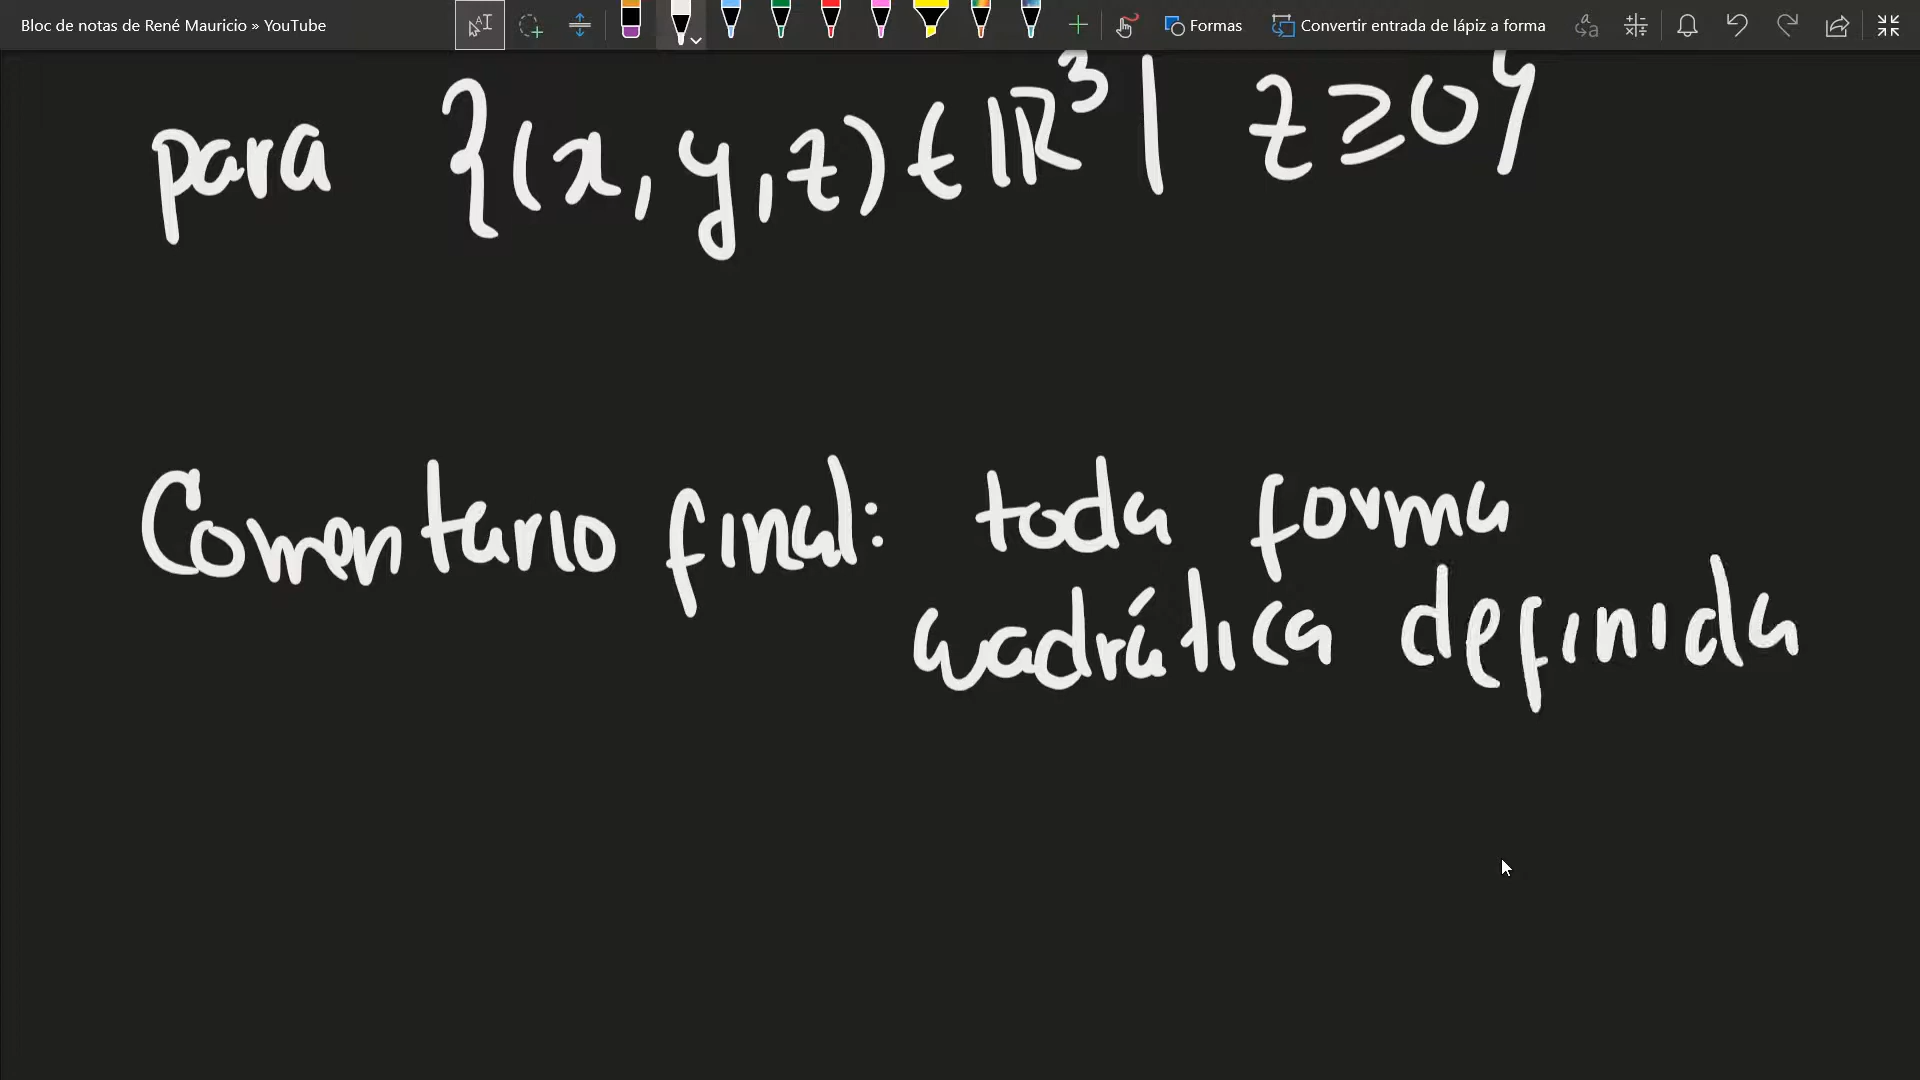 Bloc de notas de René Mauricio » YouTube
Formas
Convertir entrada de lápiz a forma
para {(x, y, z) ∈ ℝ³ | z ≥ 0}
Comentario final: toda forma
cuadrática definida